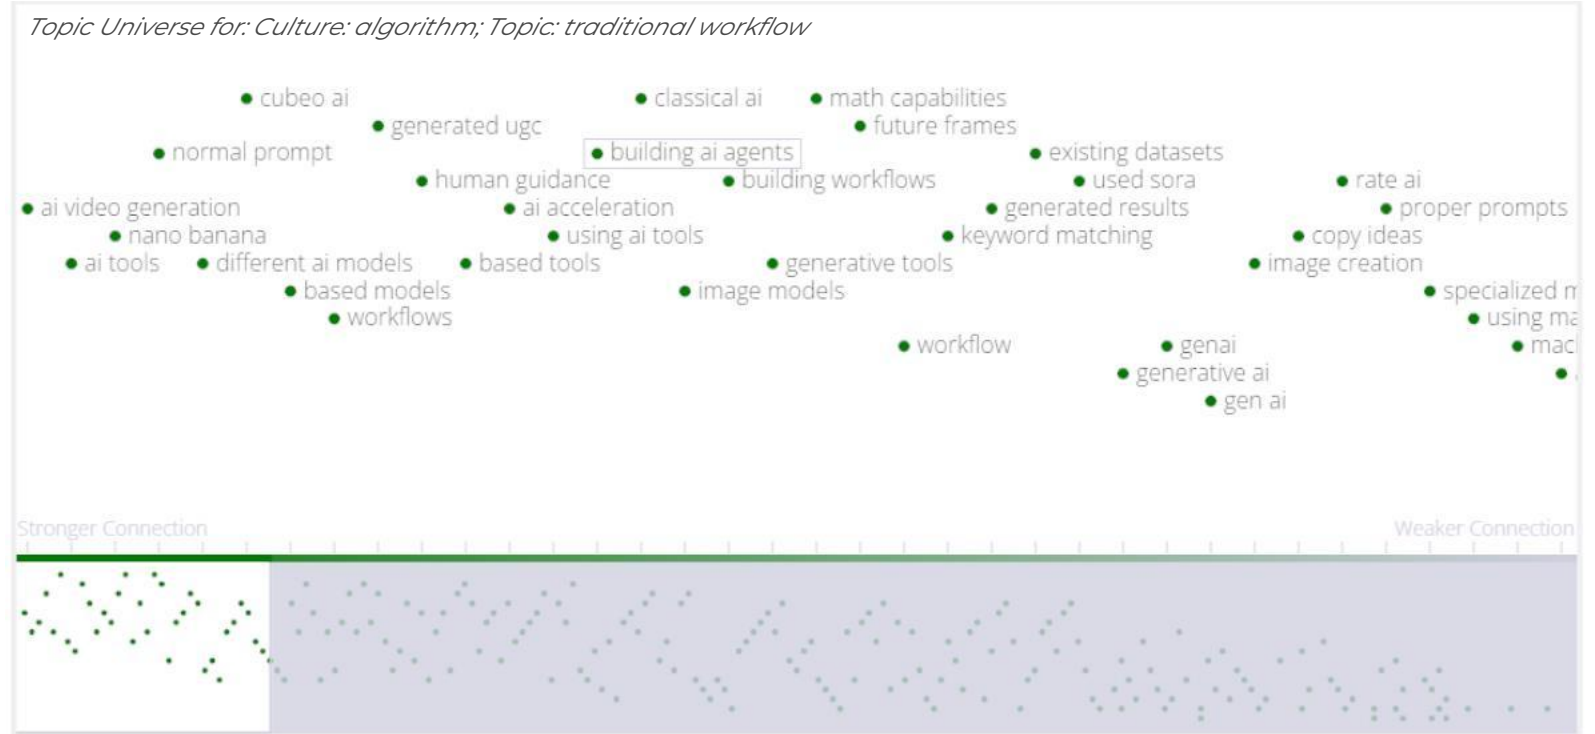 Topic Universe for: Culture: algorithm; Topic: traditional workflow
cubeo ai
classical ai
math capabilities
generated ugc
future frames
normal prompt
building ai agents
existing datasets
human guidance
building workflows
used sora
rate ai
ai video generation
ai acceleration
generated results
proper prompts
nano banana
using ai tools
keyword matching
copy ideas
ai tools
different ai models
based tools
generative tools
image creation
based models
image models
specialized
workflows
using
workflow
genai
generative ai
gen ai
Stronger Connection
Weaker Connection